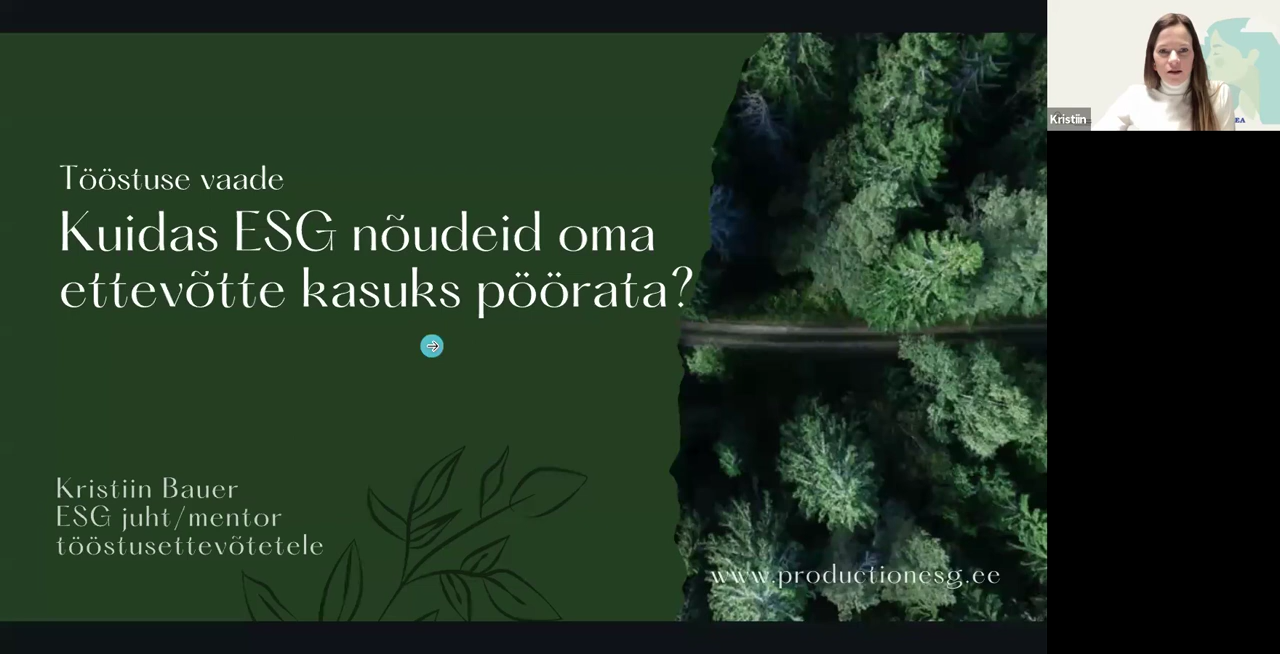 Tööstuse vaade
Kuidas ESG nõudeid oma
ettevõtte kasuks pöörata?
Kristiin Bauer
ESG juht/mentor
tööstusettevõtetele
www.productionesg.ee
Kristiin
EA